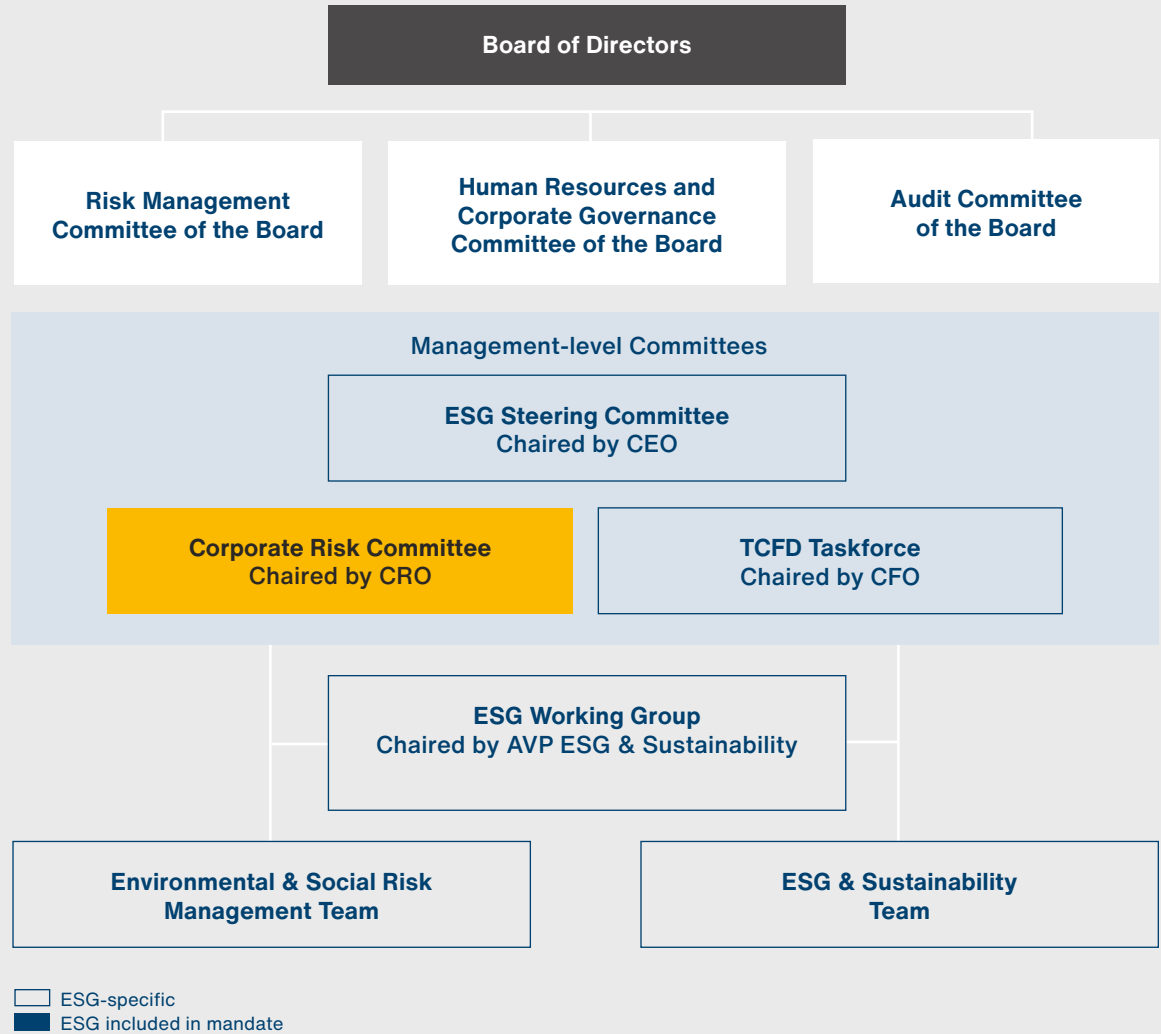 Board of Directors
Risk Management
Committee of the Board
Human Resources and
Corporate Governance
Committee of the Board
Audit Committee
of the Board
Management-level Committees
ESG Steering Committee
Chaired by CEO
Corporate Risk Committee
Chaired by CRO
TCFD Taskforce
Chaired by CFO
ESG Working Group
Chaired by AVP ESG & Sustainability
Environmental & Social Risk
Management Team
ESG & Sustainability
Team
ESG-specific
ESG included in mandate